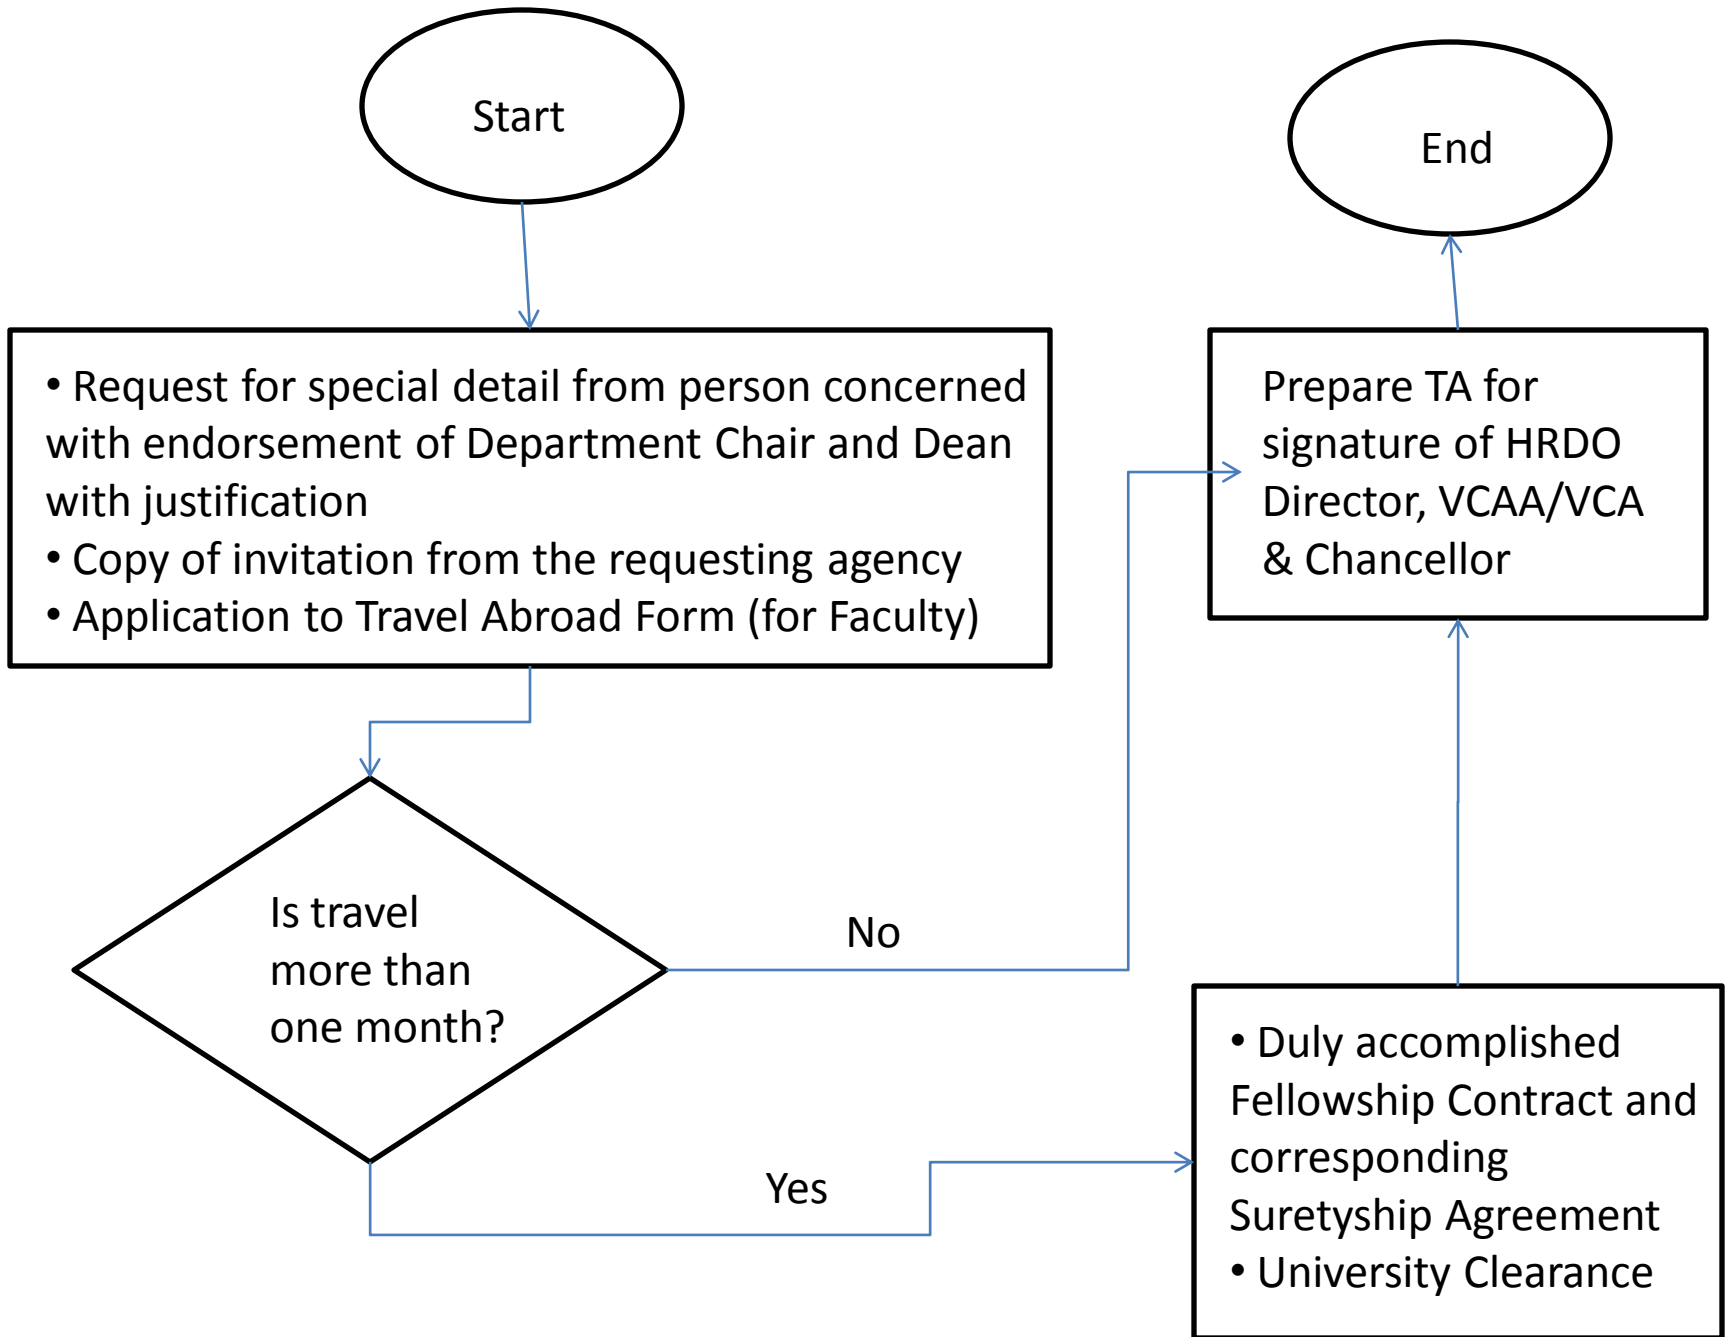 Start
End
• Request for special detail from person concerned
with endorsement of Department Chair and Dean
with justification
• Copy of invitation from the requesting agency
• Application to Travel Abroad Form (for Faculty)
Prepare TA for
signature of HRDO
Director, VCAA/VCA
& Chancellor
Is travel
more than
one month?
No
Yes
• Duly accomplished
Fellowship Contract and
corresponding
Suretyship Agreement
• University Clearance